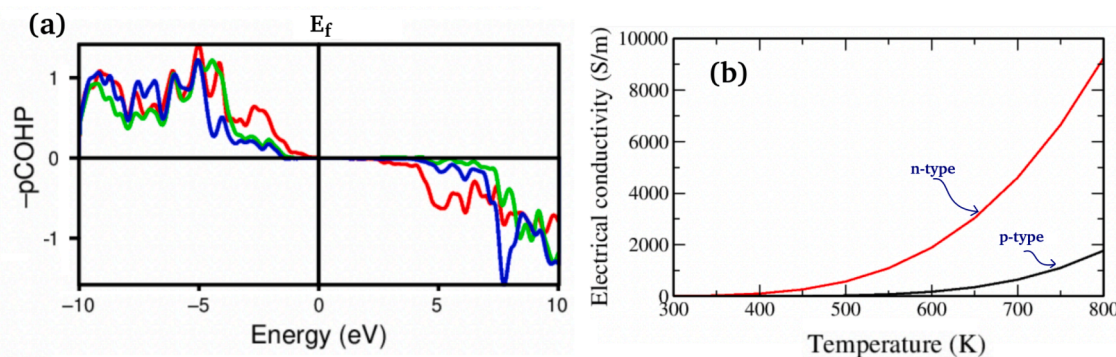 (a)
E_f
1
0
-1
−pCOHP
−10
−5
0
5
10
Energy (eV)
(b)
10000
8000
6000
4000
2000
0
Electrical conductivity (S/m)
n-type
p-type
300
400
500
600
700
800
Temperature (K)